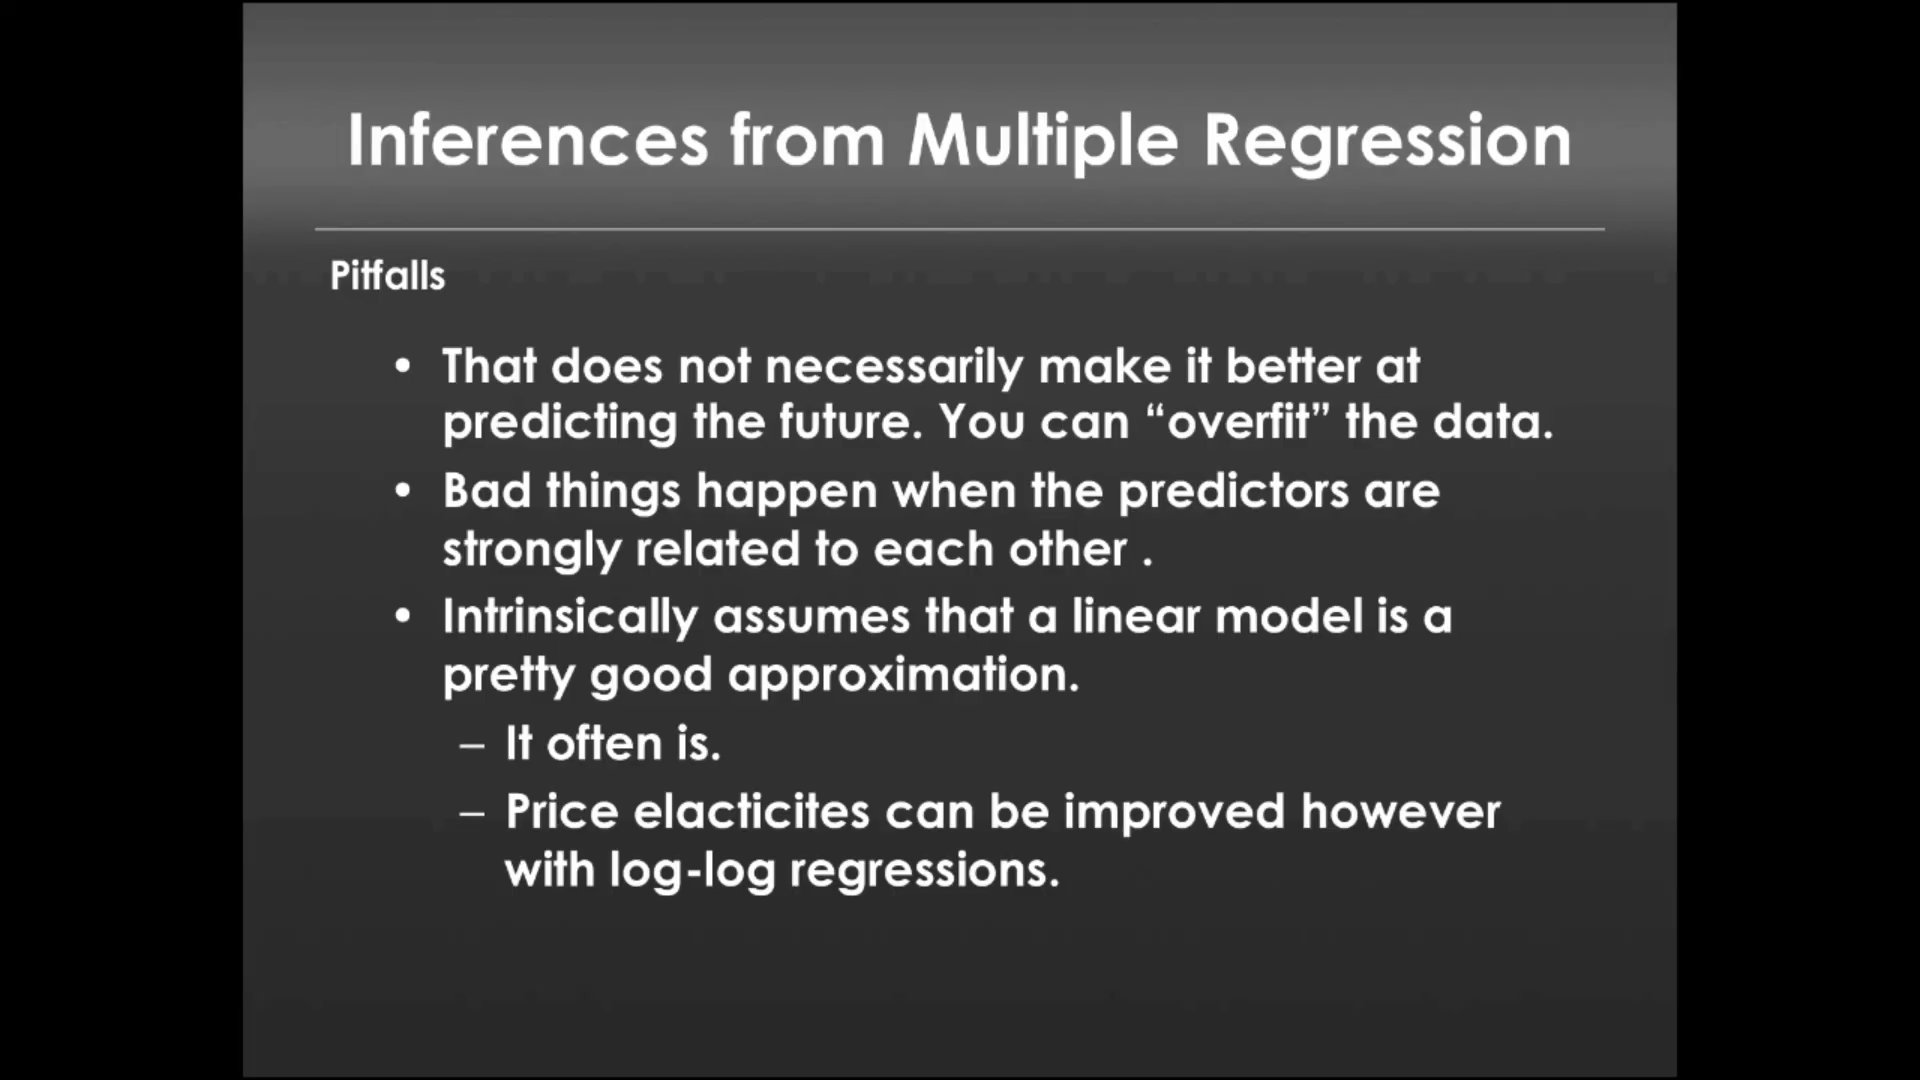 Inferences from Multiple Regression
Pitfalls
• That does not necessarily make it better at
predicting the future. You can “overfit” the data.
• Bad things happen when the predictors are
strongly related to each other .
• Intrinsically assumes that a linear model is a
pretty good approximation.
– It often is.
– Price elacticites can be improved however
with log-log regressions.